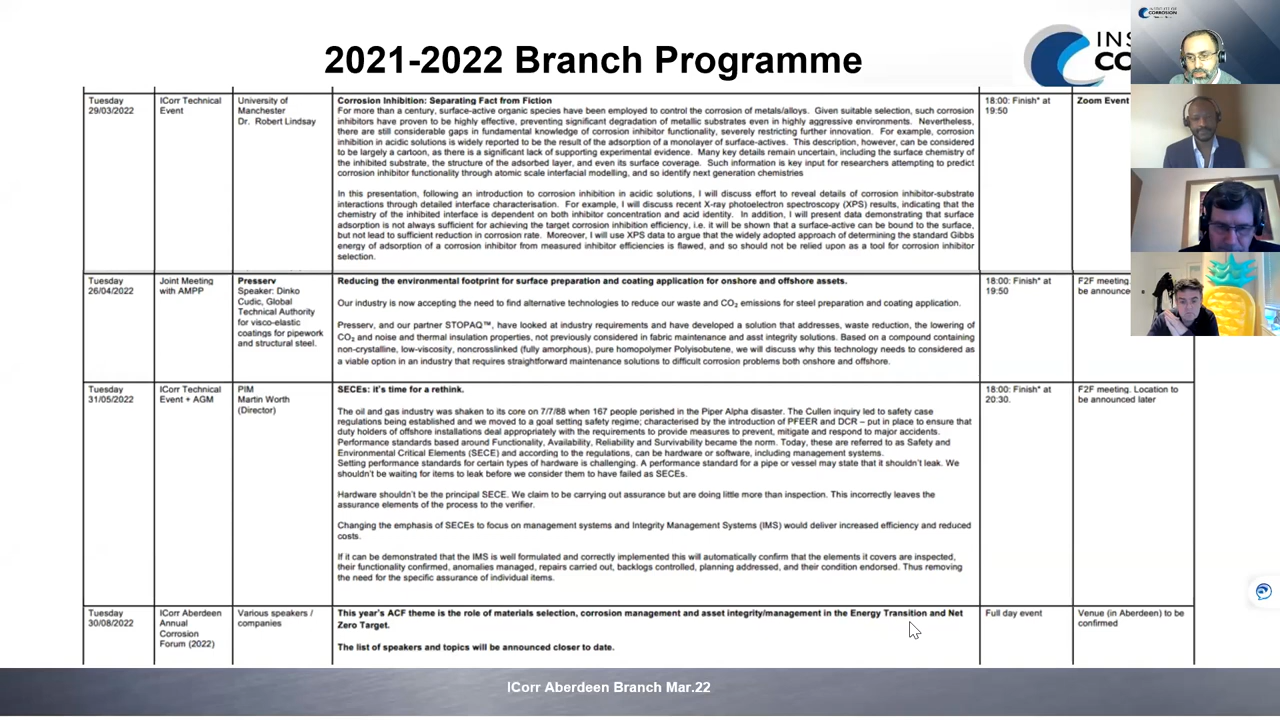 2021-2022 Branch Programme
INS
CO
INSTITUTE OF
CORROSION
Tuesday
29/03/2022
ICorr Technical
Event
University of
Manchester
Dr. Robert Lindsay
Corrosion Inhibition: Separating Fact from Fiction
For more than a century, surface-active organic species have been employed to control the corrosion of metals/alloys. Given suitable selection, such corrosion
inhibitors have proven to be highly effective, preventing significant degradation of metallic substrates even in highly aggressive environments. Nevertheless,
there are still considerable gaps in fundamental knowledge of corrosion inhibitor functionality, severely restricting further innovation. For example, corrosion
inhibition in acidic solutions is widely reported to be the result of the adsorption of a monolayer of surface-actives. This description, however, can be considered
to be largely a cartoon, as there is a significant lack of supporting experimental evidence. Many key details remain uncertain, including the surface chemistry of
the inhibited substrate, the structure of the adsorbed layer, and even its surface coverage. Such information is key input for researchers attempting to predict
corrosion inhibitor functionality through atomic scale interfacial modelling, and so identify next generation chemistries
In this presentation, following an introduction to corrosion inhibition in acidic solutions, I will discuss effort to reveal details of corrosion inhibitor-substrate
interactions through detailed interface characterisation. For example, I will discuss recent X-ray photoelectron spectroscopy (XPS) results, indicating that the
chemistry of the inhibited interface is dependent on both inhibitor concentration and acid identity. In addition, I will present data demonstrating that surface
adsorption is not always sufficient for achieving the target corrosion inhibition efficiency, i.e. it will be shown that a surface-active can be bound to the surface,
but not lead to sufficient reduction in corrosion rate. Moreover, I will use XPS data to argue that the widely adopted approach of determining the standard Gibbs
energy of adsorption of a corrosion inhibitor from measured inhibitor efficiencies is flawed, and so should not be relied upon as a tool for corrosion inhibitor
selection.
18:00: Finish* at
19:50
Zoom Event
Tuesday
26/04/2022
Joint Meeting
with AMPP
Presserv
Speaker: Dinko
Cudic, Global
Technical Authority
for visco-elastic
coatings for pipework
and structural steel.
Reducing the environmental footprint for surface preparation and coating application for onshore and offshore assets.
Our industry is now accepting the need to find alternative technologies to reduce our waste and CO₂ emissions for steel preparation and coating application.
Presserv, and our partner STOPAQ™, have looked at industry requirements and have developed a solution that addresses, waste reduction, the lowering of
CO₂ and noise and thermal insulation properties, not previously considered in fabric maintenance and asst integrity solutions. Based on a compound containing
non-crystalline, low-viscosity, noncrosslinked (fully amorphous), pure homopolymer Polyisobutene, we will discuss why this technology needs to considered as
a viable option in an industry that requires straightforward maintenance solutions to difficult corrosion problems both onshore and offshore.
18:00: Finish* at
19:50
F2F meeting.
be announced
Tuesday
31/05/2022
ICorr Technical
Event + AGM
PIM
Martin Worth
(Director)
SECEs: it's time for a rethink.
The oil and gas industry was shaken to its core on 7/7/88 when 167 people perished in the Piper Alpha disaster. The Cullen inquiry led to safety case
regulations being established and we moved to a goal setting safety regime; characterised by the introduction of PFEER and DCR – put in place to ensure that
duty holders of offshore installations deal appropriately with the requirements to provide measures to prevent, mitigate and respond to major accidents.
Performance standards based around Functionality, Availability, Reliability and Survivability became the norm. Today, these are referred to as Safety and
Environmental Critical Elements (SECE) and according to the regulations, can be hardware or software, including management systems.
Setting performance standards for certain types of hardware is challenging. A performance standard for a pipe or vessel may state that it shouldn't leak. We
shouldn't be waiting for items to leak before we consider them to have failed as SECEs.
Hardware shouldn't be the principal SECE. We claim to be carrying out assurance but are doing little more than inspection. This incorrectly leaves the
assurance elements of the process to the verifier.
Changing the emphasis of SECEs to focus on management systems and Integrity Management Systems (IMS) would deliver increased efficiency and reduced
costs.
If it can be demonstrated that the IMS is well formulated and correctly implemented this will automatically confirm that the elements it covers are inspected,
their functionality confirmed, anomalies managed, repairs carried out, backlogs controlled, planning addressed, and their condition endorsed. Thus removing
the need for the specific assurance of individual items.
18:00: Finish* at
20:30.
F2F meeting. Location to
be announced later
Tuesday
30/08/2022
ICorr Aberdeen
Annual
Corrosion
Forum (2022)
Various speakers /
companies
This year's ACF theme is the role of materials selection, corrosion management and asset integrity/management in the Energy Transition and Net
Zero Target.
The list of speakers and topics will be announced closer to date.
Full day event
Venue (in Aberdeen) to be
confirmed
ICorr Aberdeen Branch Mar.22